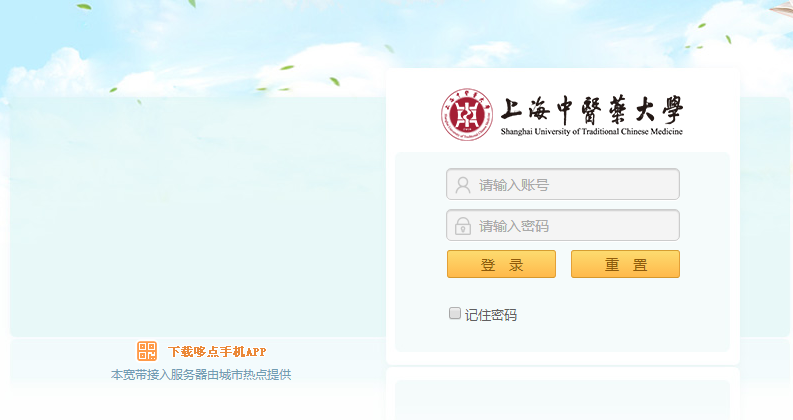 上海中醫藥大學
Shanghai University of Traditional Chinese Medicine
请输入账号
请输入密码
登 录
重 置
记住密码
下载哆点手机APP
本宽带接入服务器由城市热点提供